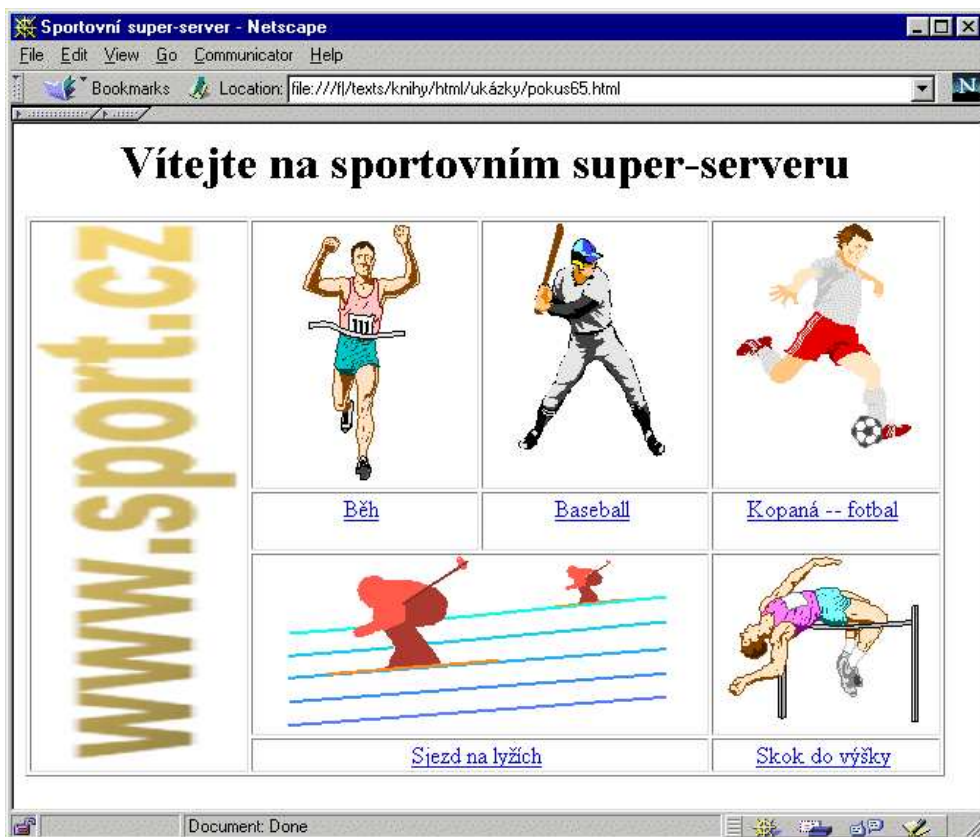 Sportovní super-server - Netscape
File Edit View Go Communicator Help
Bookmarks Location: file:///f|/texts/knihy/html/ukázky/pokus65.html
N
Vítejte na sportovním super-serveru
www.sport.cz
Běh Baseball Kopaná -- fotbal
Sjezd na lyžích Skok do výšky
Document: Done